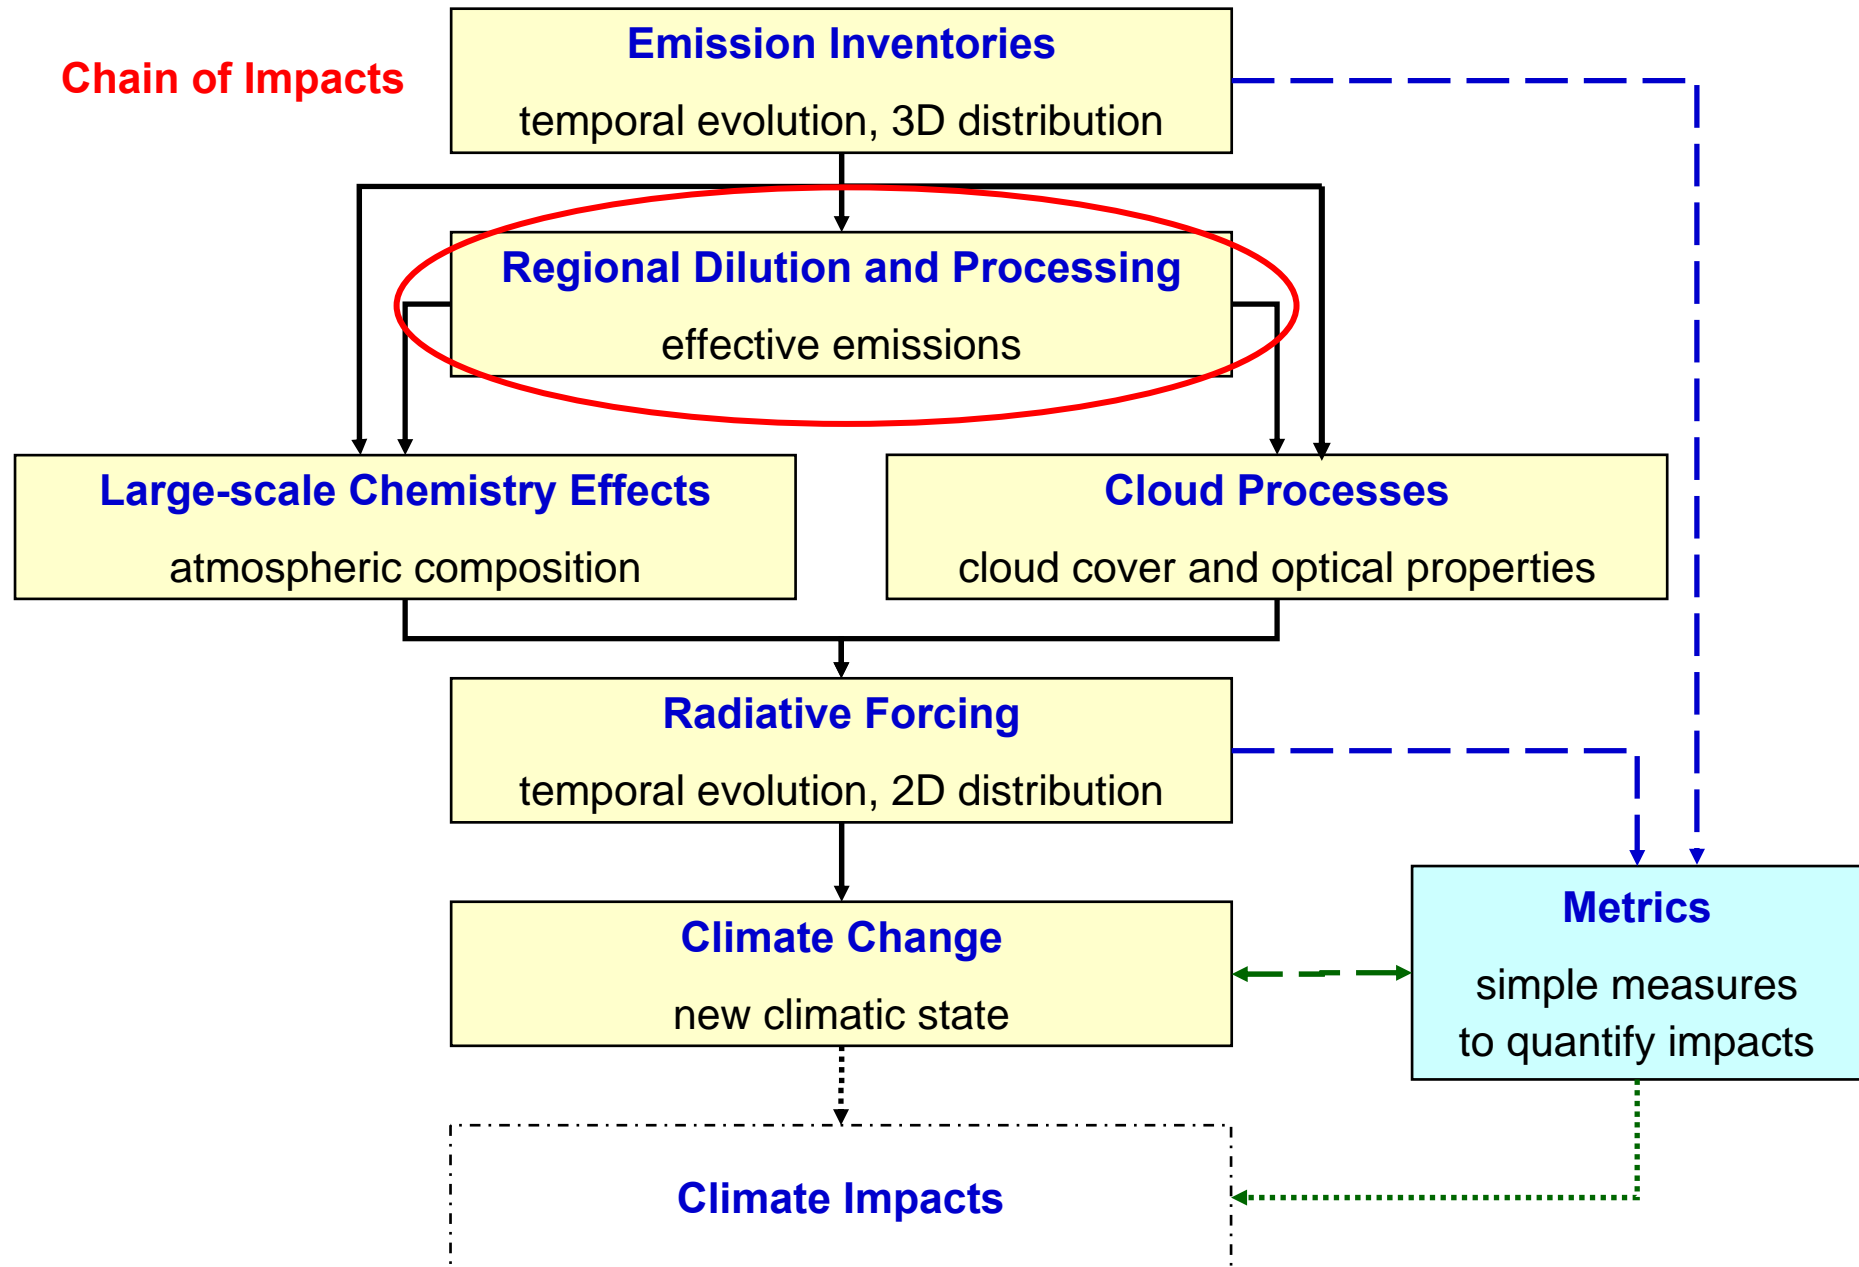 Chain of Impacts
Emission Inventories
temporal evolution, 3D distribution
Regional Dilution and Processing
effective emissions
Large-scale Chemistry Effects
atmospheric composition
Cloud Processes
cloud cover and optical properties
Radiative Forcing
temporal evolution, 2D distribution
Climate Change
new climatic state
Metrics
simple measures
to quantify impacts
Climate Impacts